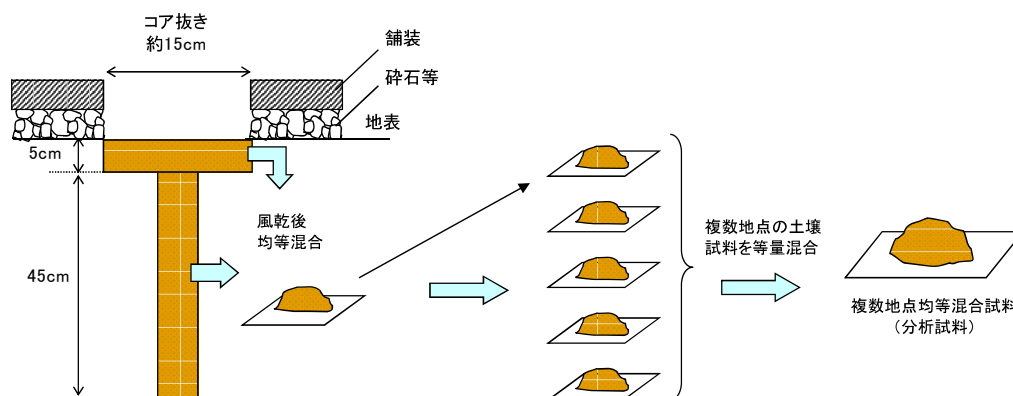 コア抜き
約15cm
舗装
砕石等
地表
5cm
45cm
風乾後
均等混合
複数地点の土壌
試料を等量混合
複数地点均等混合試料
（分析試料）